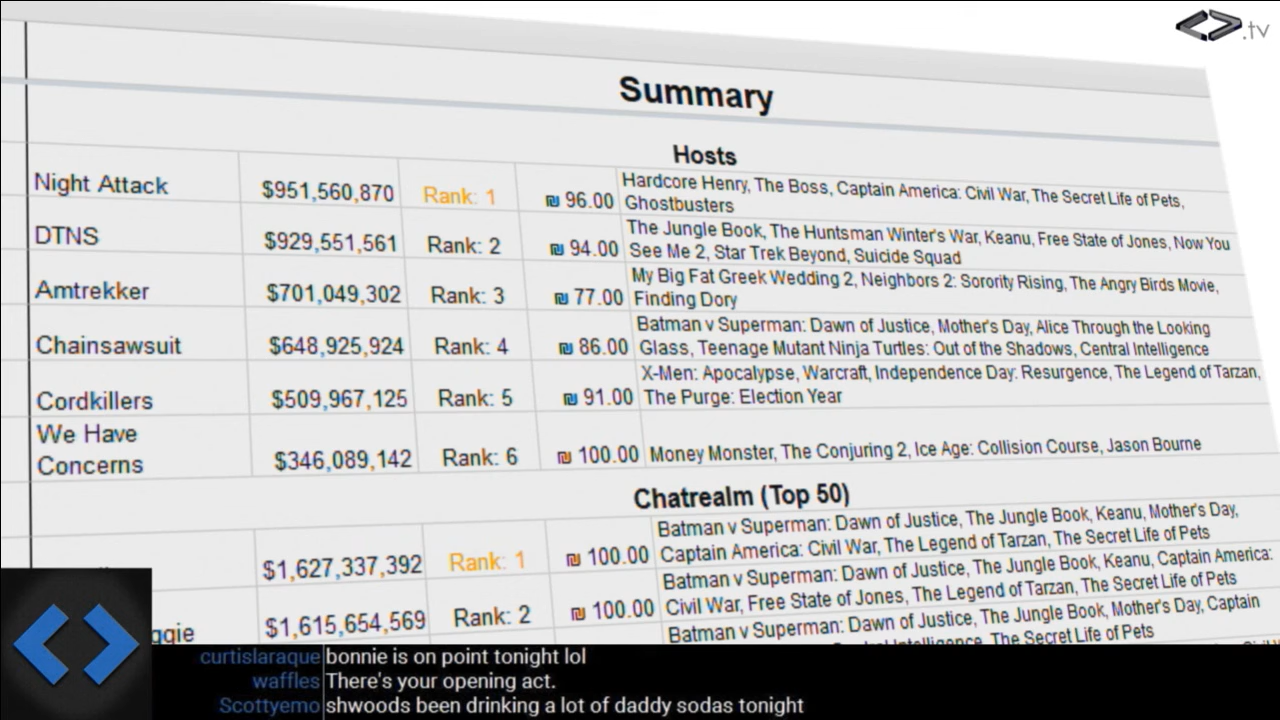 .tv
Summary
Hosts
Night Attack $951,560,870 Rank: 1 ₪ 96.00 Hardcore Henry, The Boss, Captain America: Civil War, The Secret Life of Pets,
Ghostbusters
DTNS $929,551,561 Rank: 2 ₪ 94.00 The Jungle Book, The Huntsman Winter's War, Keanu, Free State of Jones, Now You
See Me 2, Star Trek Beyond, Suicide Squad
Amtrekker $701,049,302 Rank: 3 ₪ 77.00 My Big Fat Greek Wedding 2, Neighbors 2: Sorority Rising, The Angry Birds Movie,
Finding Dory
Chainsawsuit $648,925,924 Rank: 4 ₪ 86.00 Batman v Superman: Dawn of Justice, Mother's Day, Alice Through the Looking
Glass, Teenage Mutant Ninja Turtles: Out of the Shadows, Central Intelligence
Cordkillers $509,967,125 Rank: 5 ₪ 91.00 X-Men: Apocalypse, Warcraft, Independence Day: Resurgence, The Legend of Tarzan,
The Purge: Election Year
We Have
Concerns $346,089,142 Rank: 6 ₪ 100.00 Money Monster, The Conjuring 2, Ice Age: Collision Course, Jason Bourne
Chatrealm (Top 50)
$1,627,337,392 Rank: 1 ₪ 100.00 Batman v Superman: Dawn of Justice, The Jungle Book, Keanu, Mother's Day,
Captain America: Civil War, The Legend of Tarzan, The Secret Life of Pets
$1,615,654,569 Rank: 2 ₪ 100.00 Batman v Superman: Dawn of Justice, The Jungle Book, Keanu, Captain America:
Civil War, Free State of Jones, The Legend of Tarzan, The Secret Life of Pets
Batman v Superman: Dawn of Justice, The Jungle Book, Mother's Day, Captain
The Secret Life of Pets
curtislaraque bonnie is on point tonight lol
waffles There's your opening act.
Scottyemo shwoods been drinking a lot of daddy sodas tonight